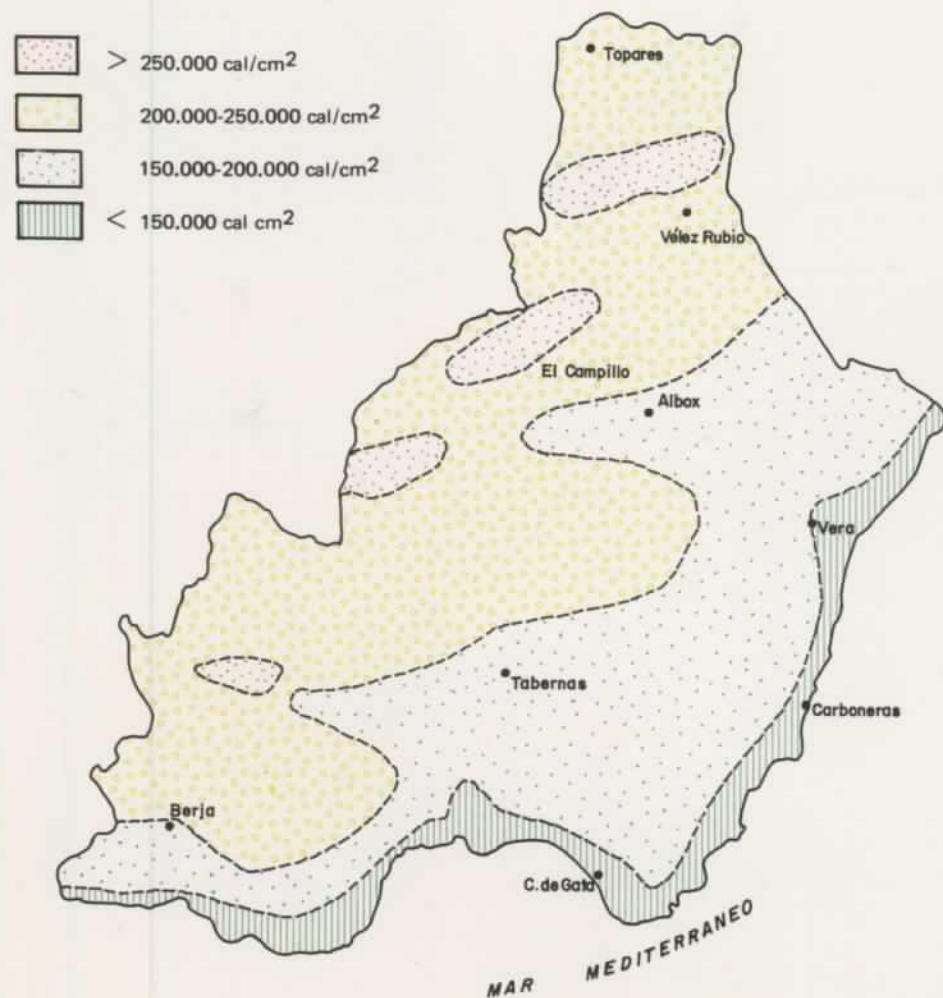 > 250.000 cal/cm²
200.000-250.000 cal/cm²
150.000-200.000 cal/cm²
< 150.000 cal cm²
Topares
Vélez Rubio
El Campillo
Albox
Vera
Tabernas
Carboneras
Berja
C. de Gata
MAR MEDITERRANEO